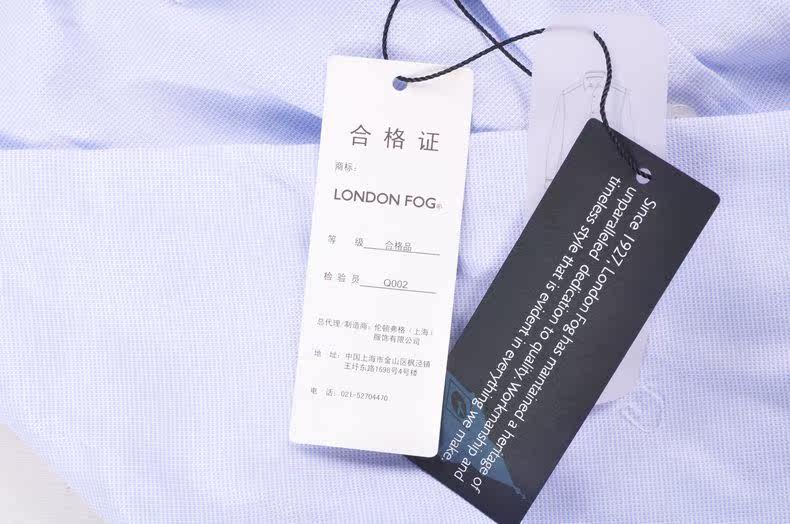 合格证
商标:
LONDON FOG®
等 级 合格品
检验员 Q002
总代理/制造商: 伦顿弗格(上海)
服饰有限公司
地 址: 中国上海市金山区枫泾镇
王圩东路1698号4号楼
电 话: 021-52704470
Since 1927, London Fog has maintained a heritage of
unparalleled dedication to quality. Workmanship and
timeless style that is evident in everything we make,